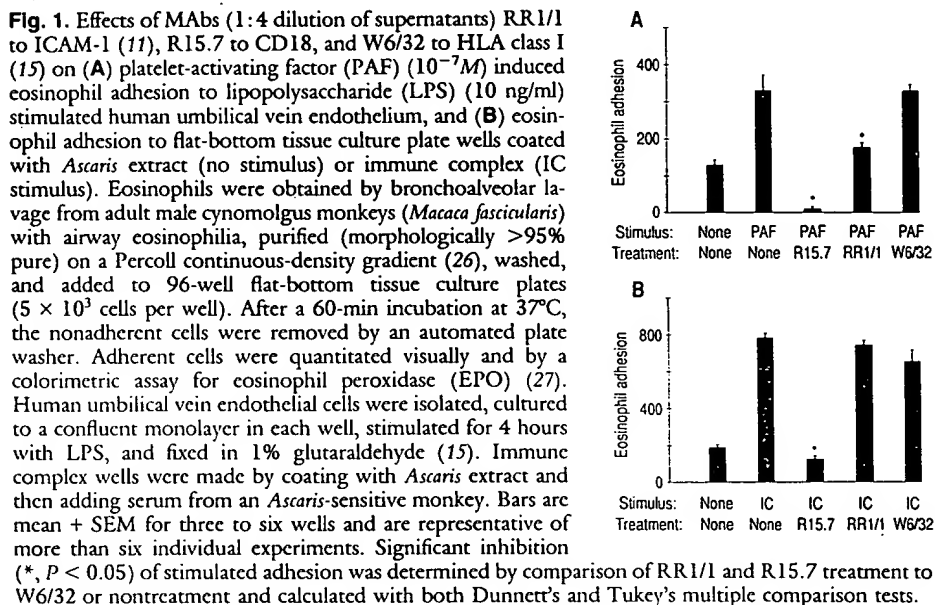 Fig. 1. Effects of MAbs (1:4 dilution of supernatants) RR1/1
to ICAM-1 (11), R15.7 to CD18, and W6/32 to HLA class I
(15) on (A) platelet-activating factor (PAF) (10⁻⁷M) induced
eosinophil adhesion to lipopolysaccharide (LPS) (10 ng/ml)
stimulated human umbilical vein endothelium, and (B) eosin-
ophil adhesion to flat-bottom tissue culture plate wells coated
with Ascaris extract (no stimulus) or immune complex (IC
stimulus). Eosinophils were obtained by bronchoalveolar la-
vage from adult male cynomolgus monkeys (Macaca fascicularis)
with airway eosinophilia, purified (morphologically >95%
pure) on a Percoll continuous-density gradient (26), washed,
and added to 96-well flat-bottom tissue culture plates
(5 × 10³ cells per well). After a 60-min incubation at 37°C,
the nonadherent cells were removed by an automated plate
washer. Adherent cells were quantitated visually and by a
colorimetric assay for eosinophil peroxidase (EPO) (27).
Human umbilical vein endothelial cells were isolated, cultured
to a confluent monolayer in each well, stimulated for 4 hours
with LPS, and fixed in 1% glutaraldehyde (15). Immune
complex wells were made by coating with Ascaris extract and
then adding serum from an Ascaris-sensitive monkey. Bars are
mean + SEM for three to six wells and are representative of
more than six individual experiments. Significant inhibition
(*, P < 0.05) of stimulated adhesion was determined by comparison of RR1/1 and R15.7 treatment to
W6/32 or nontreatment and calculated with both Dunnett's and Tukey's multiple comparison tests.
A
Eosinophil adhesion
400
200
0
*
*
Stimulus: None PAF PAF PAF PAF
Treatment: None None R15.7 RR1/1 W6/32
B
Eosinophil adhesion
800
400
0
*
Stimulus: None IC IC IC IC
Treatment: None None R15.7 RR1/1 W6/32